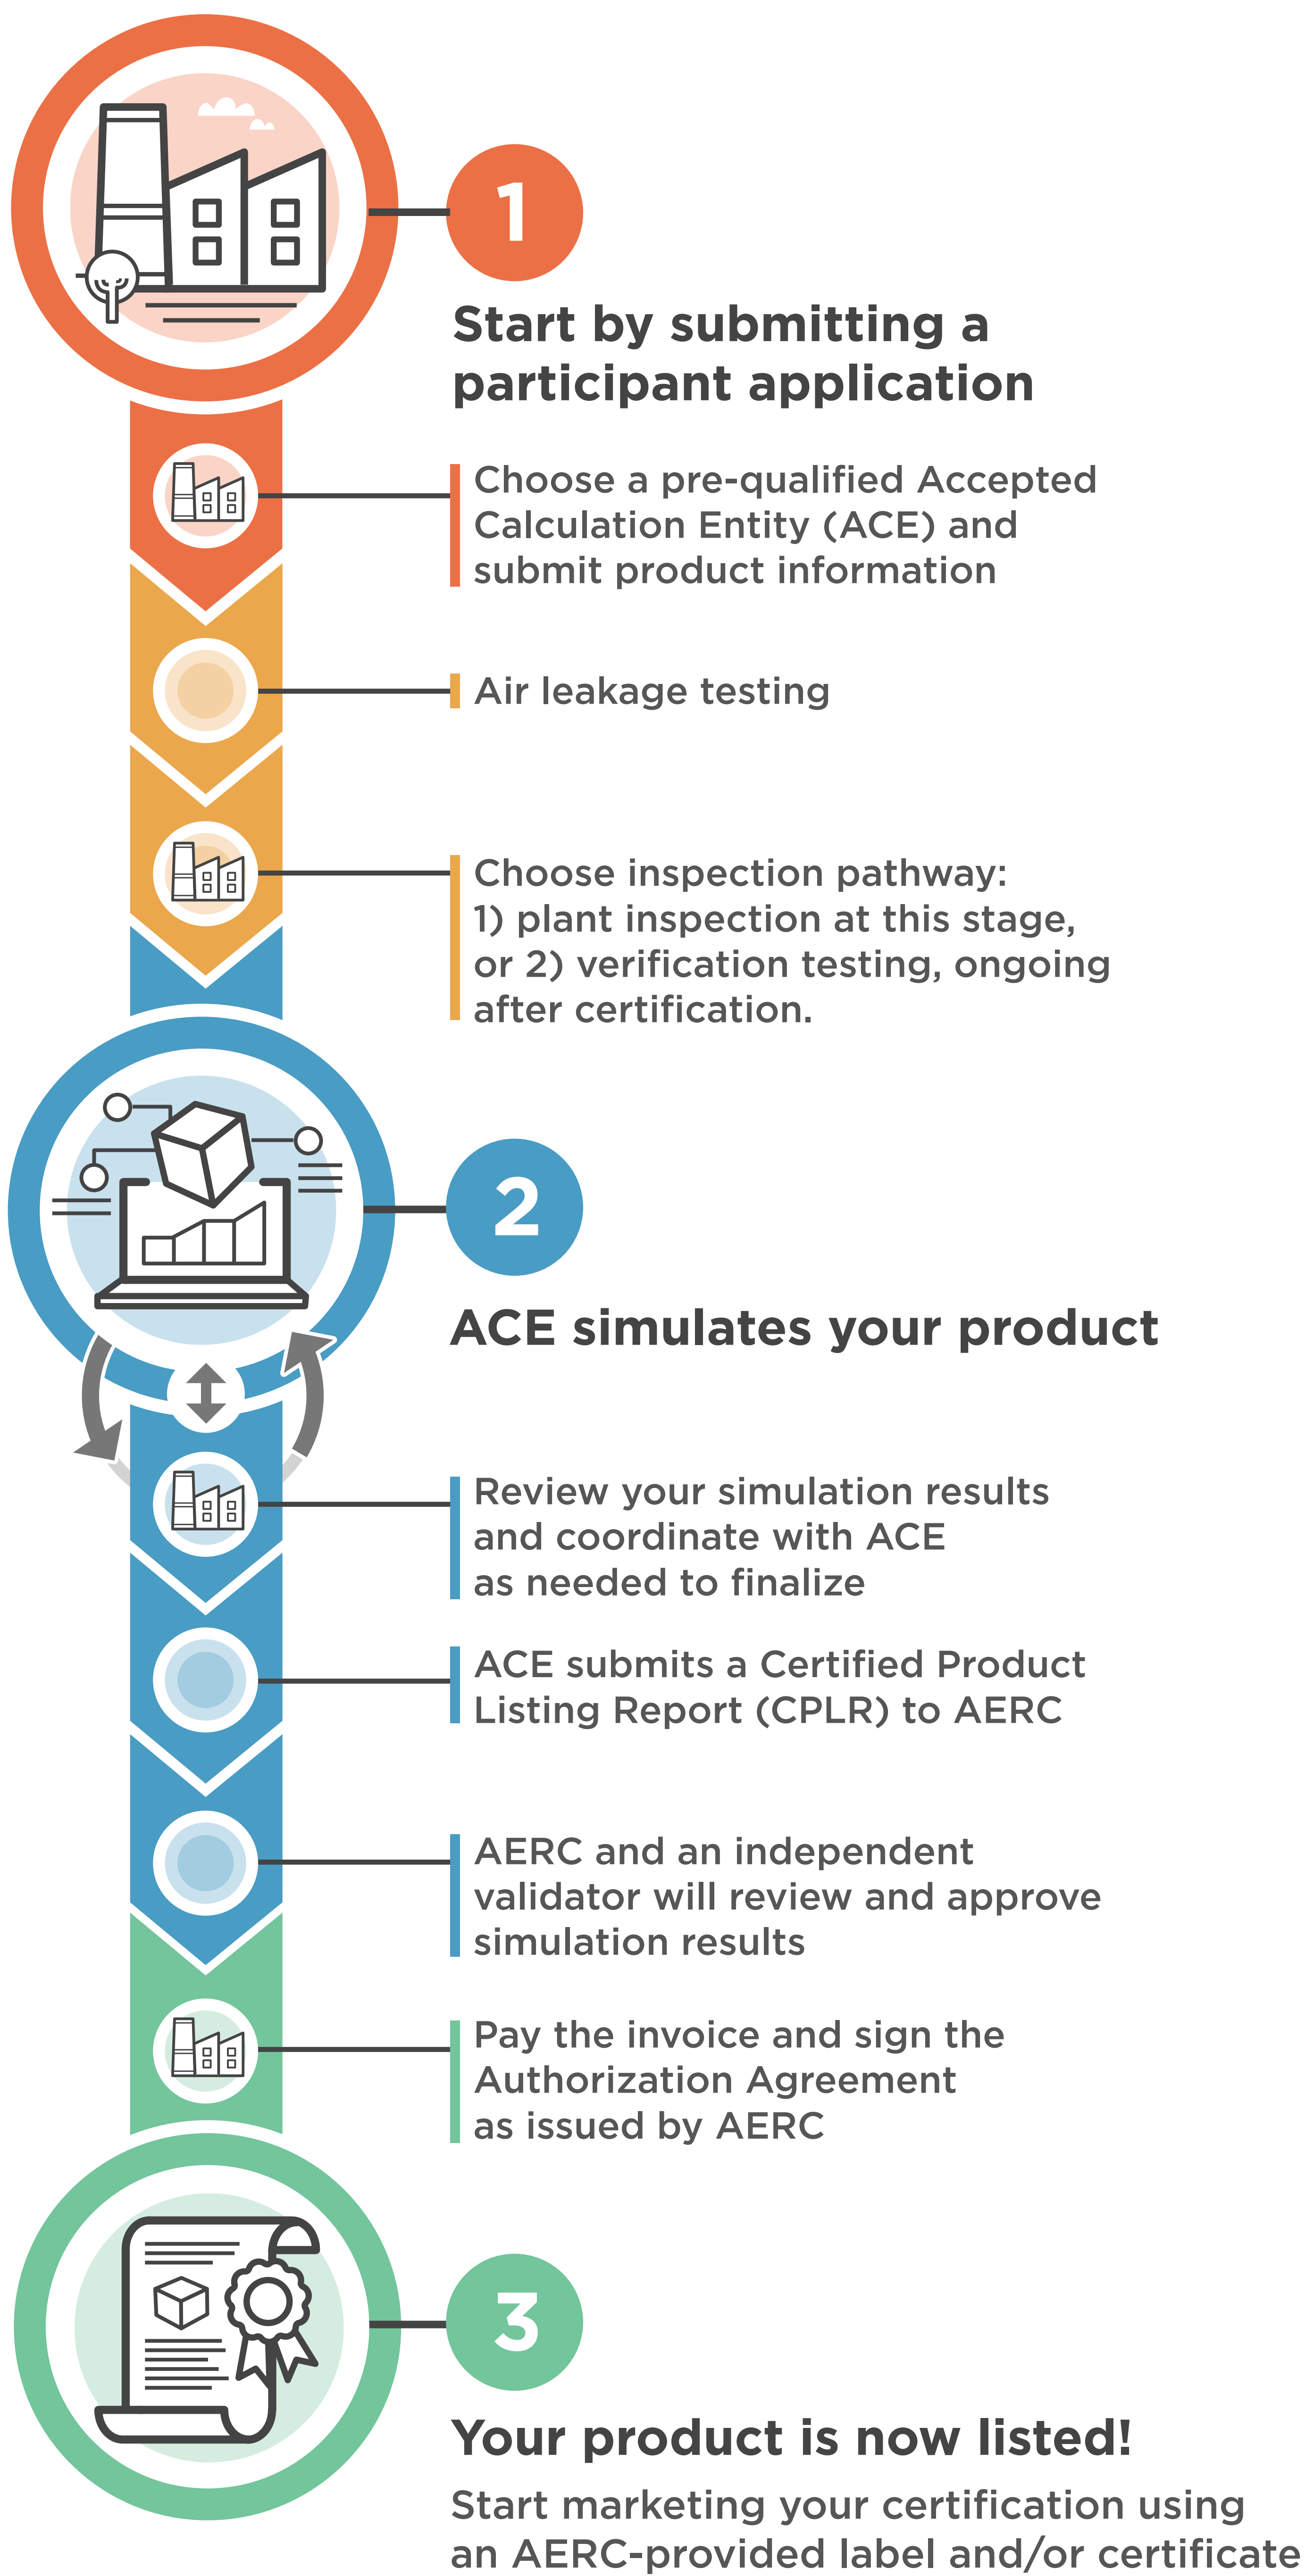 1
Start by submitting a
participant application
Choose a pre-qualified Accepted
Calculation Entity (ACE) and
submit product information
Air leakage testing
Choose inspection pathway:
1) plant inspection at this stage,
or 2) verification testing, ongoing
after certification.
2
ACE simulates your product
Review your simulation results
and coordinate with ACE
as needed to finalize
ACE submits a Certified Product
Listing Report (CPLR) to AERC
AERC and an independent
validator will review and approve
simulation results
Pay the invoice and sign the
Authorization Agreement
as issued by AERC
3
Your product is now listed!
Start marketing your certification using
an AERC-provided label and/or certificate